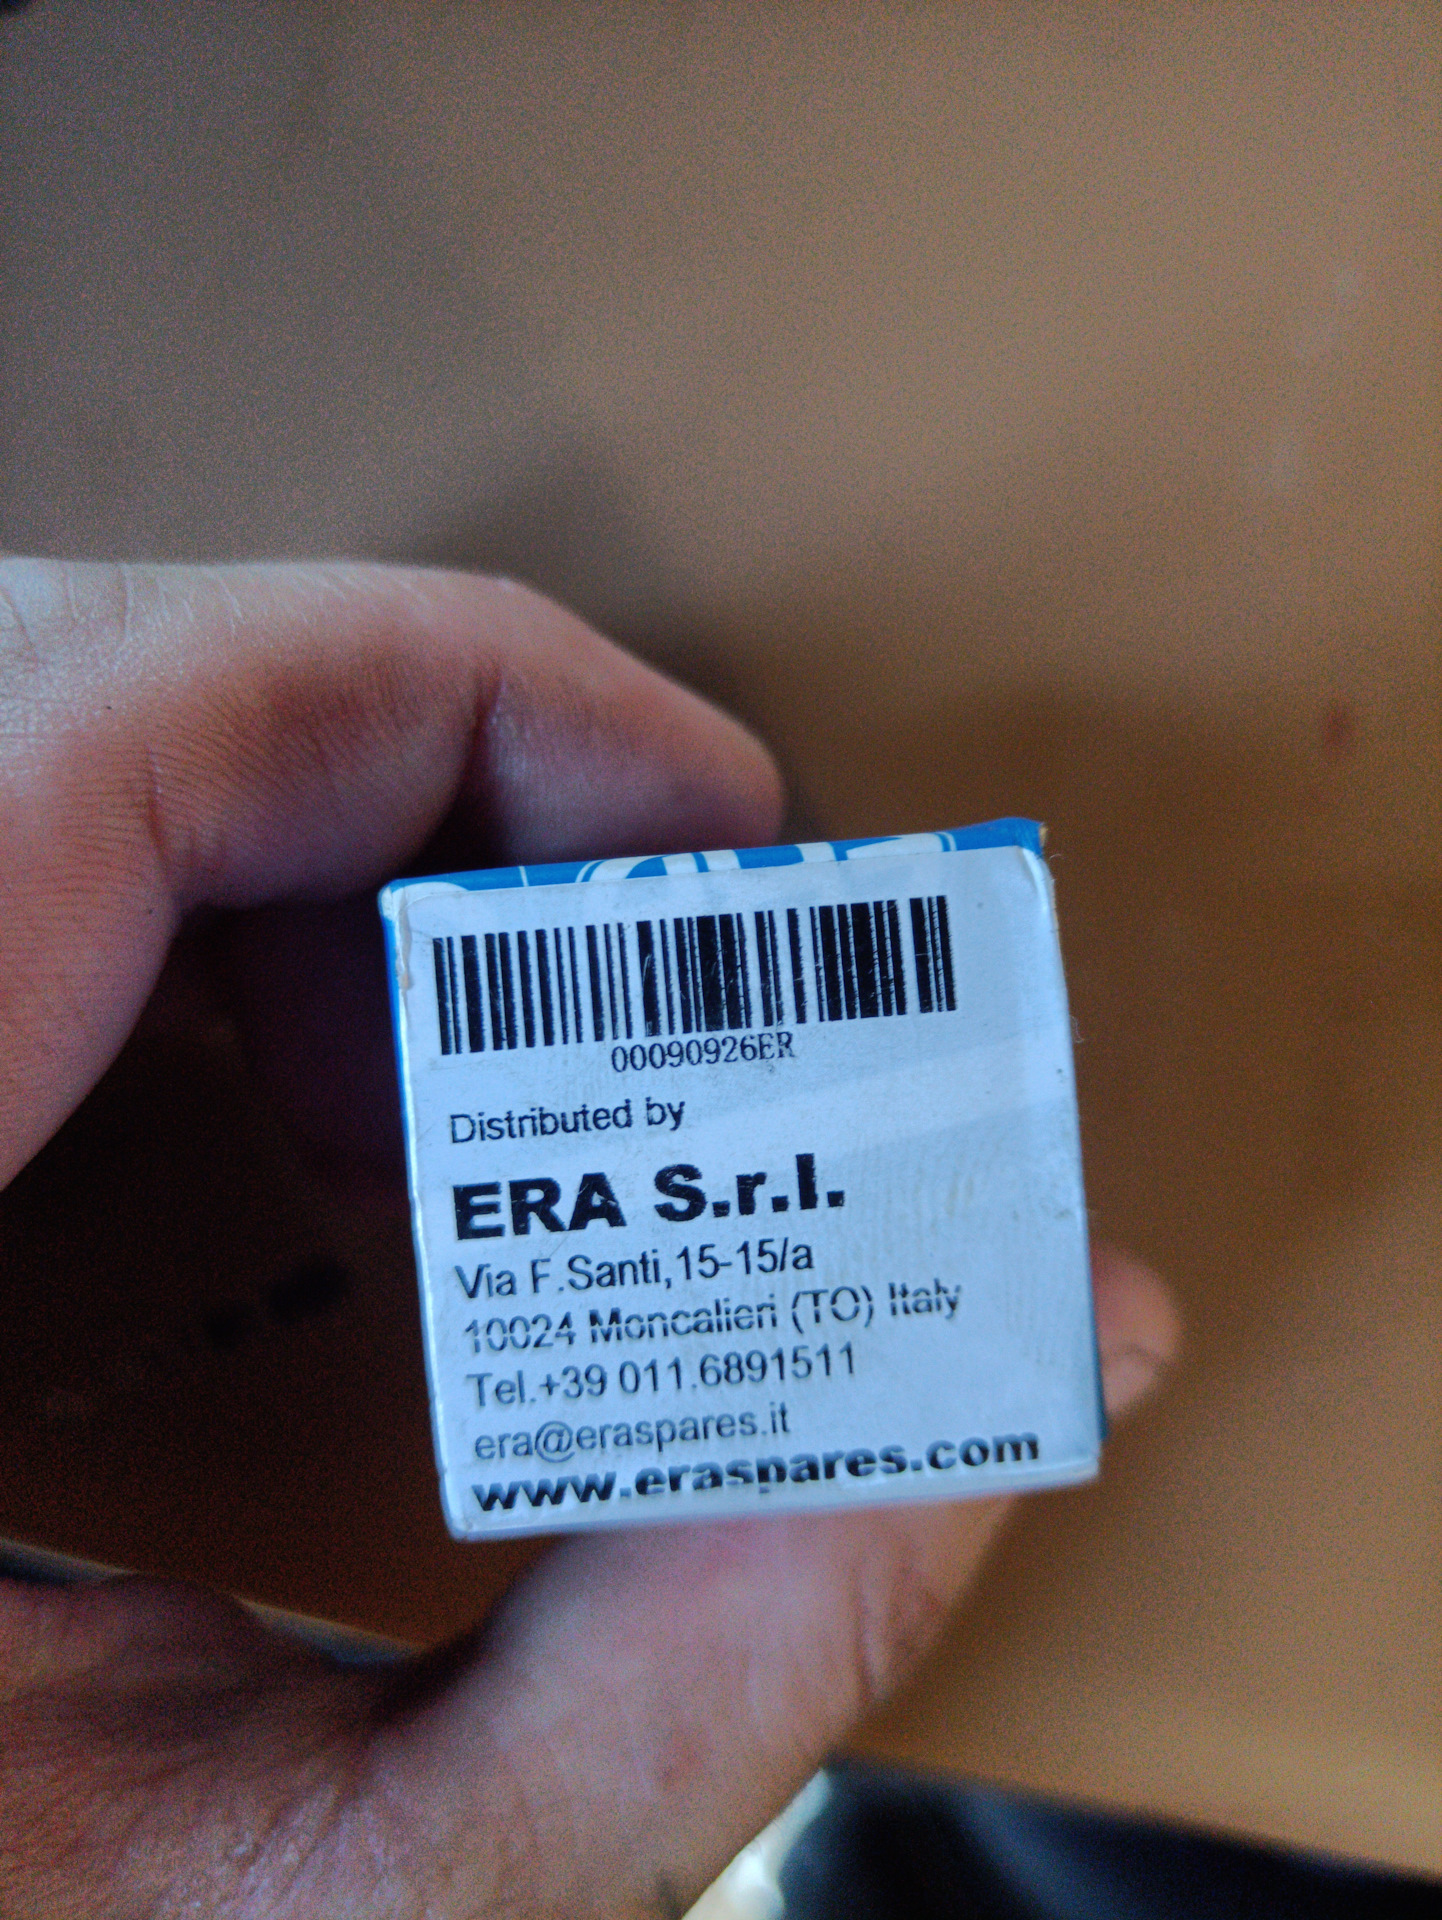 00090926ER
Distributed by
ERA S.r.l.
Via F.Santi,15-15/a
10024 Moncalieri (TO) Italy
Tel.+39 011.6891511
era@eraspares.it
www.eraspares.com